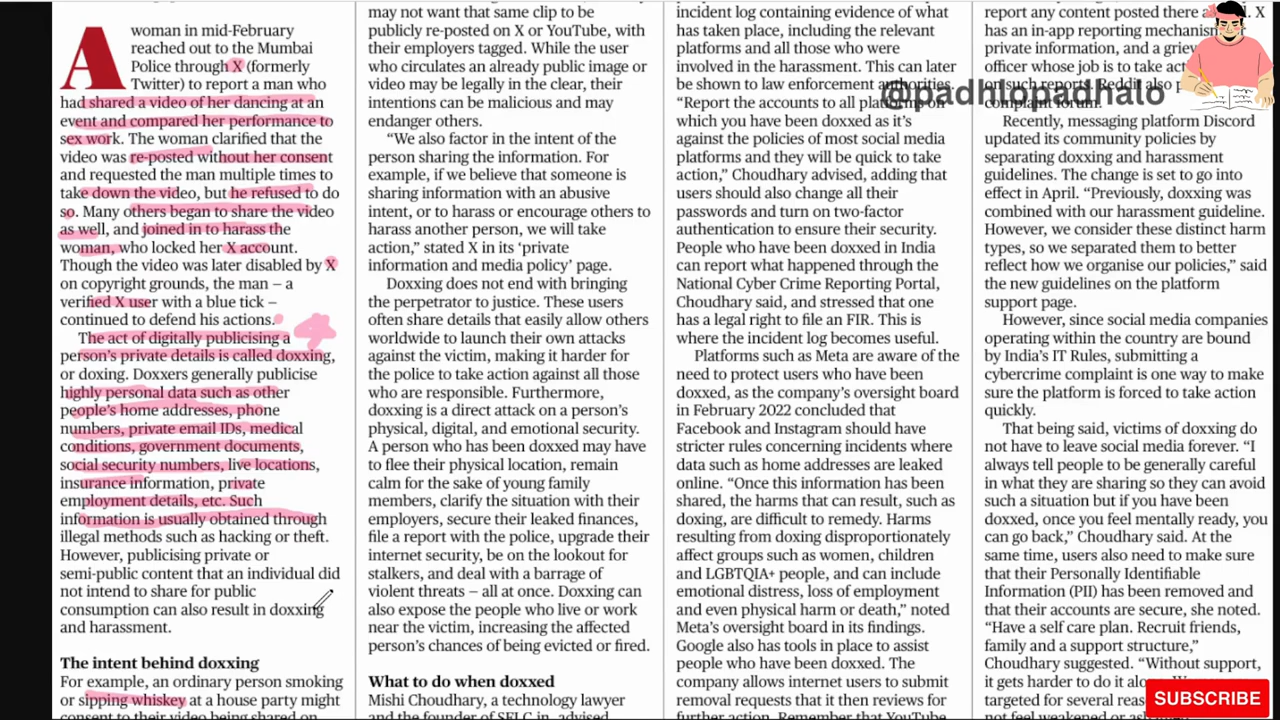 A woman in mid-February
reached out to the Mumbai
Police through X (formerly
Twitter) to report a man who
had shared a video of her dancing at an
event and compared her performance to
sex work. The woman clarified that the
video was re-posted without her consent
and requested the man multiple times to
take down the video, but he refused to do
so. Many others began to share the video
as well, and joined in to harass the
woman, who locked her X account.
Though the video was later disabled by X
on copyright grounds, the man – a
verified X user with a blue tick –
continued to defend his actions.
The act of digitally publicising a
person's private details is called doxxing,
or doxing. Doxxers generally publicise
highly personal data such as other
people's home addresses, phone
numbers, private email IDs, medical
conditions, government documents,
social security numbers, live locations,
insurance information, private
employment details, etc. Such
information is usually obtained through
illegal methods such as hacking or theft.
However, publicising private or
semi-public content that an individual did
not intend to share for public
consumption can also result in doxxing
and harassment.
The intent behind doxxing
For example, an ordinary person smoking
or sipping whiskey at a house party might
consent to their video being shared on
may not want that same clip to be
publicly re-posted on X or YouTube, with
their employers tagged. While the user
who circulates an already public image or
video may be legally in the clear, their
intentions can be malicious and may
endanger others.
"We also factor in the intent of the
person sharing the information. For
example, if we believe that someone is
sharing information with an abusive
intent, or to harass or encourage others to
harass another person, we will take
action," stated X in its 'private
information and media policy' page.
Doxxing does not end with bringing
the perpetrator to justice. These users
often share details that easily allow others
worldwide to launch their own attacks
against the victim, making it harder for
the police to take action against all those
who are responsible. Furthermore,
doxxing is a direct attack on a person's
physical, digital, and emotional security.
A person who has been doxxed may have
to flee their physical location, remain
calm for the sake of young family
members, clarify the situation with their
employers, secure their leaked finances,
file a report with the police, upgrade their
internet security, be on the lookout for
stalkers, and deal with a barrage of
violent threats – all at once. Doxxing can
also expose the people who live or work
near the victim, increasing the affected
person's chances of being evicted or fired.
What to do when doxxed
Mishi Choudhary, a technology lawyer
and the founder of SFLC.in, advised
incident log containing evidence of what
has taken place, including the relevant
platforms and all those who were
involved in the harassment. This can later
be shown to law enforcement authorities.
"Report the accounts to all platforms on
which you have been doxxed as it's
against the policies of most social media
platforms and they will be quick to take
action," Choudhary advised, adding that
users should also change all their
passwords and turn on two-factor
authentication to ensure their security.
People who have been doxxed in India
can report what happened through the
National Cyber Crime Reporting Portal,
Choudhary said, and stressed that one
has a legal right to file an FIR. This is
where the incident log becomes useful.
Platforms such as Meta are aware of the
need to protect users who have been
doxxed, as the company's oversight board
in February 2022 concluded that
Facebook and Instagram should have
stricter rules concerning incidents where
data such as home addresses are leaked
online. "Once this information has been
shared, the harms that can result, such as
doxing, are difficult to remedy. Harms
resulting from doxing disproportionately
affect groups such as women, children
and LGBTQIA+ people, and can include
emotional distress, loss of employment
and even physical harm or death," noted
Meta's oversight board in its findings.
Google also has tools in place to assist
people who have been doxxed. The
company allows internet users to submit
removal requests that it then reviews for
further action. Remember that YouTube
report any content posted there X
has an in-app reporting mechanism
private information, and a
officer whose job is to take
on such reports. Reddit also
complaint forum.
Recently, messaging platform Discord
updated its community policies by
separating doxxing and harassment
guidelines. The change is set to go into
effect in April. "Previously, doxxing was
combined with our harassment guideline.
However, we consider these distinct harm
types, so we separated them to better
reflect how we organise our policies," said
the new guidelines on the platform
support page.
However, since social media companies
operating within the country are bound
by India's IT Rules, submitting a
cybercrime complaint is one way to make
sure the platform is forced to take action
quickly.
That being said, victims of doxxing do
not have to leave social media forever. "I
always tell people to be generally careful
in what they are sharing so they can avoid
such a situation but if you have been
doxxed, once you feel mentally ready, you
can go back," Choudhary said. At the
same time, users also need to make sure
that their Personally Identifiable
Information (PII) has been removed and
that their accounts are secure, she noted.
"Have a self care plan. Recruit friends,
family and a support structure,"
Choudhary suggested. "Without support,
it gets harder to do it
targeted for several
not feel weakened or
@padhlopadhalo
SUBSCRIBE